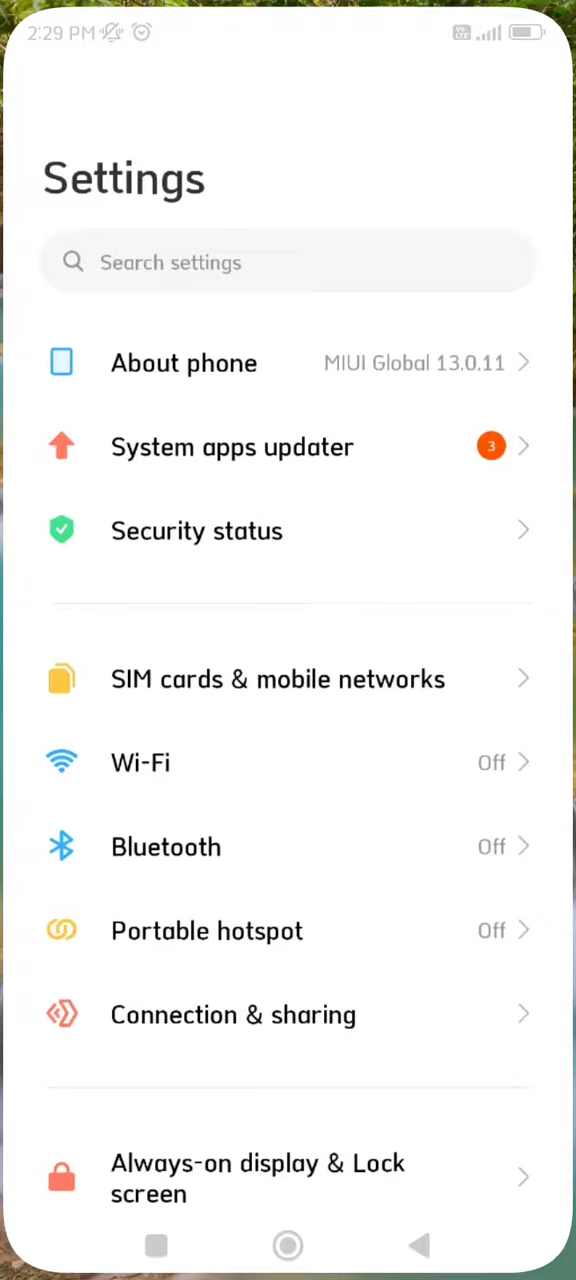 2:29 PM
Vo
LTE
Settings
Search settings
About phone
MIUI Global 13.0.11
System apps updater
3
Security status
SIM cards & mobile networks
Wi-Fi
Off
Bluetooth
Off
Portable hotspot
Off
Connection & sharing
Always-on display & Lock
screen